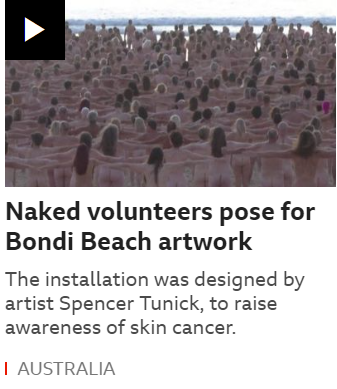 Naked volunteers pose for
Bondi Beach artwork
The installation was designed by
artist Spencer Tunick, to raise
awareness of skin cancer.
AUSTRALIA